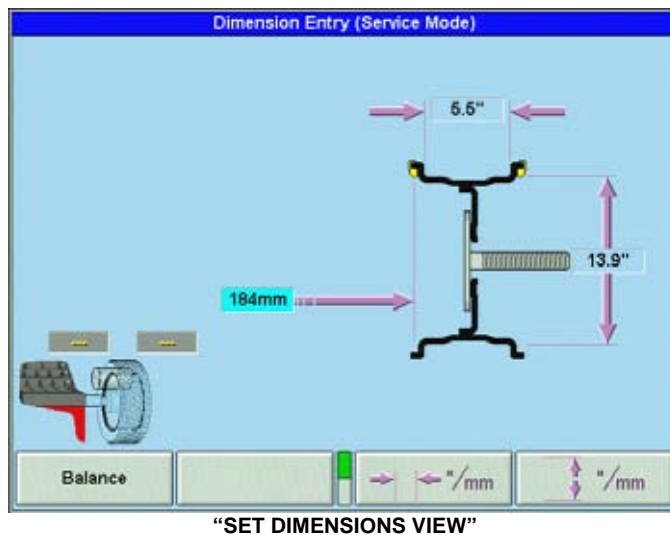 Dimension Entry (Service Mode)
5.5"
13.9"
184mm
Balance
"/mm
"/mm
“SET DIMENSIONS VIEW”